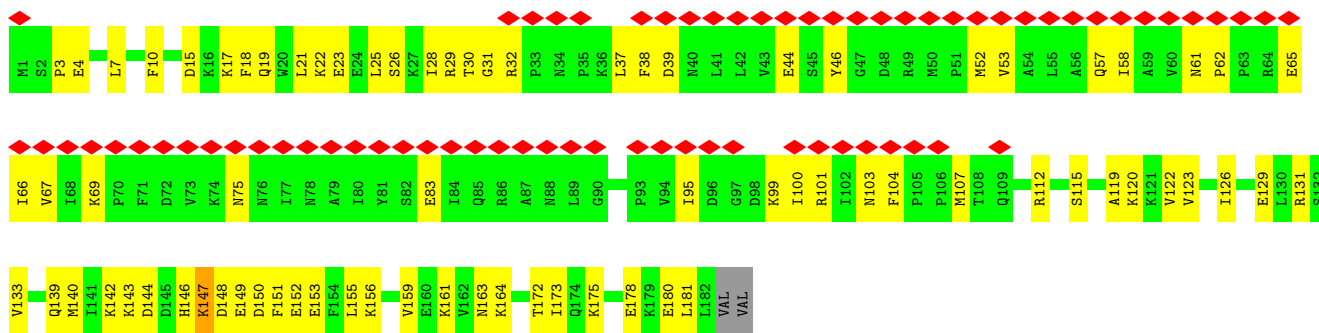 M1 S2 P3 E4 L7 F10 D15 K16 K17 F18 Q19 W20 L21 K22 E23 E24 L25 S26 K27 I28 R29 T30 G31 R32 P33 N34 P35 K36 L37 F38 D39 N40 L41 L42 V43 E44 S45 Y46 G47 D48 R49 M50 P51 M52 V53 A54 L55 A56 Q57 I58 A59 V60 N61 P62 P63 R64 E65
I66 V67 I68 K69 P70 F71 D72 V73 K74 N75 N76 I77 N78 A79 I80 Y81 S82 E83 I84 Q85 R86 A87 N88 L89 G90 P93 V94 I95 D96 G97 D98 K99 I100 R101 I102 N103 F104 P105 P106 M107 T108 Q109 R112 S115 A119 K120 K121 V122 V123 I126 E129 L130 R131 S132
V133 Q139 M140 I141 K142 K143 D144 D145 H146 K147 D148 E149 D150 F151 E152 E153 F154 L155 K156 V159 E160 K161 V162 N163 K164 T172 I173 Q174 K175 E178 K179 E180 L181 L182 VAL VAL